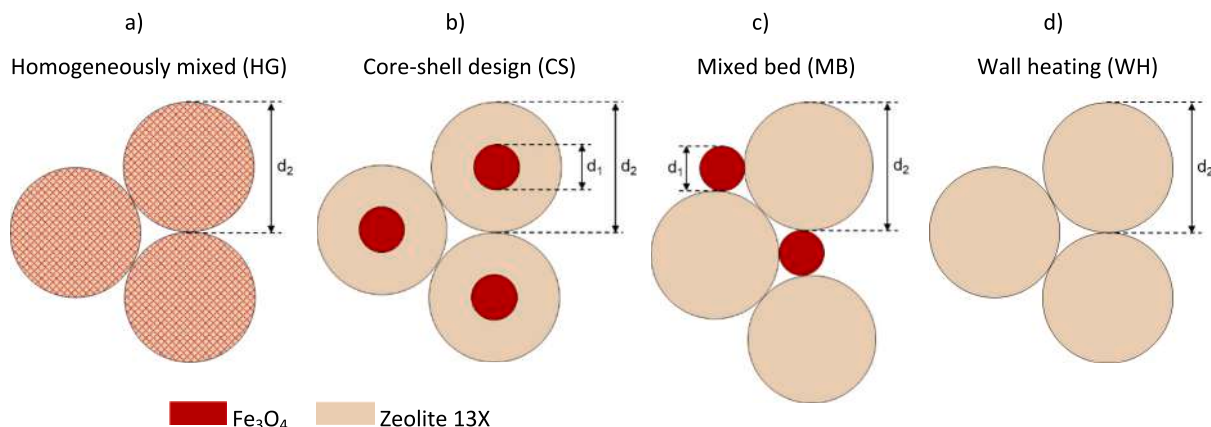 a) b) c) d)
Homogeneously mixed (HG) Core-shell design (CS) Mixed bed (MB) Wall heating (WH)
d₂ d₁ d₂ d₁ d₂ d₂
Fe₃O₄ Zeolite 13X